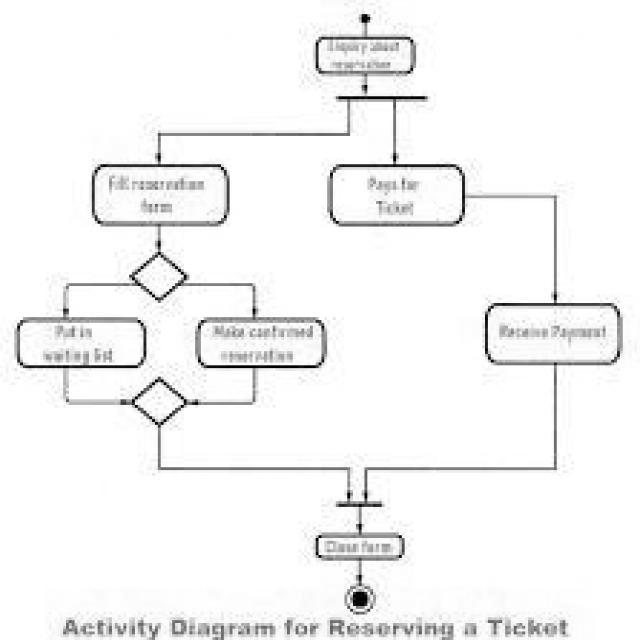 Enquiry about
reservation
Fill reservation
form
Pays for
Ticket
Put in
waiting list
Make confirmed
reservation
Receive Payment
Close form
Activity Diagram for Reserving a Ticket